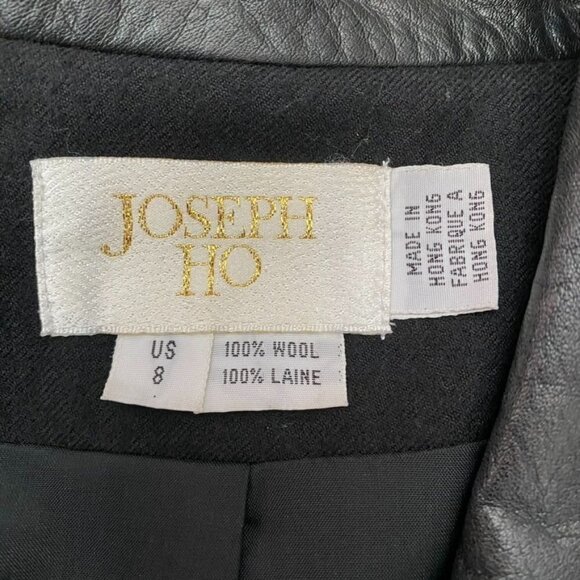 JOSEPH
HO
MADE IN
HONG KONG
FABRIQUE A
HONG KONG
US
8
100% WOOL
100% LAINE